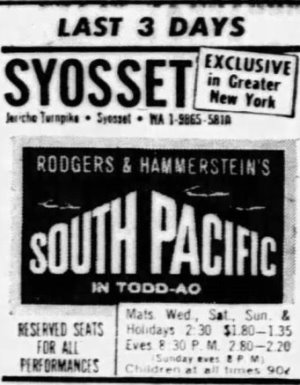 LAST 3 DAYS
SYOSSET
EXCLUSIVE
in Greater
New York
Jericho Turnpike • Syosset • WA 1-9865-5810
RODGERS & HAMMERSTEIN'S
SOUTH PACIFIC
IN TODD-AO
RESERVED SEATS
FOR ALL
PERFORMANCES
Mats. Wed., Sat., Sun. &
Holidays 2:30 $1.80-1.35
Eves 8:30 P.M. 2.80-2.20
(Sunday eves 8 P.M)
Children at all times 90¢